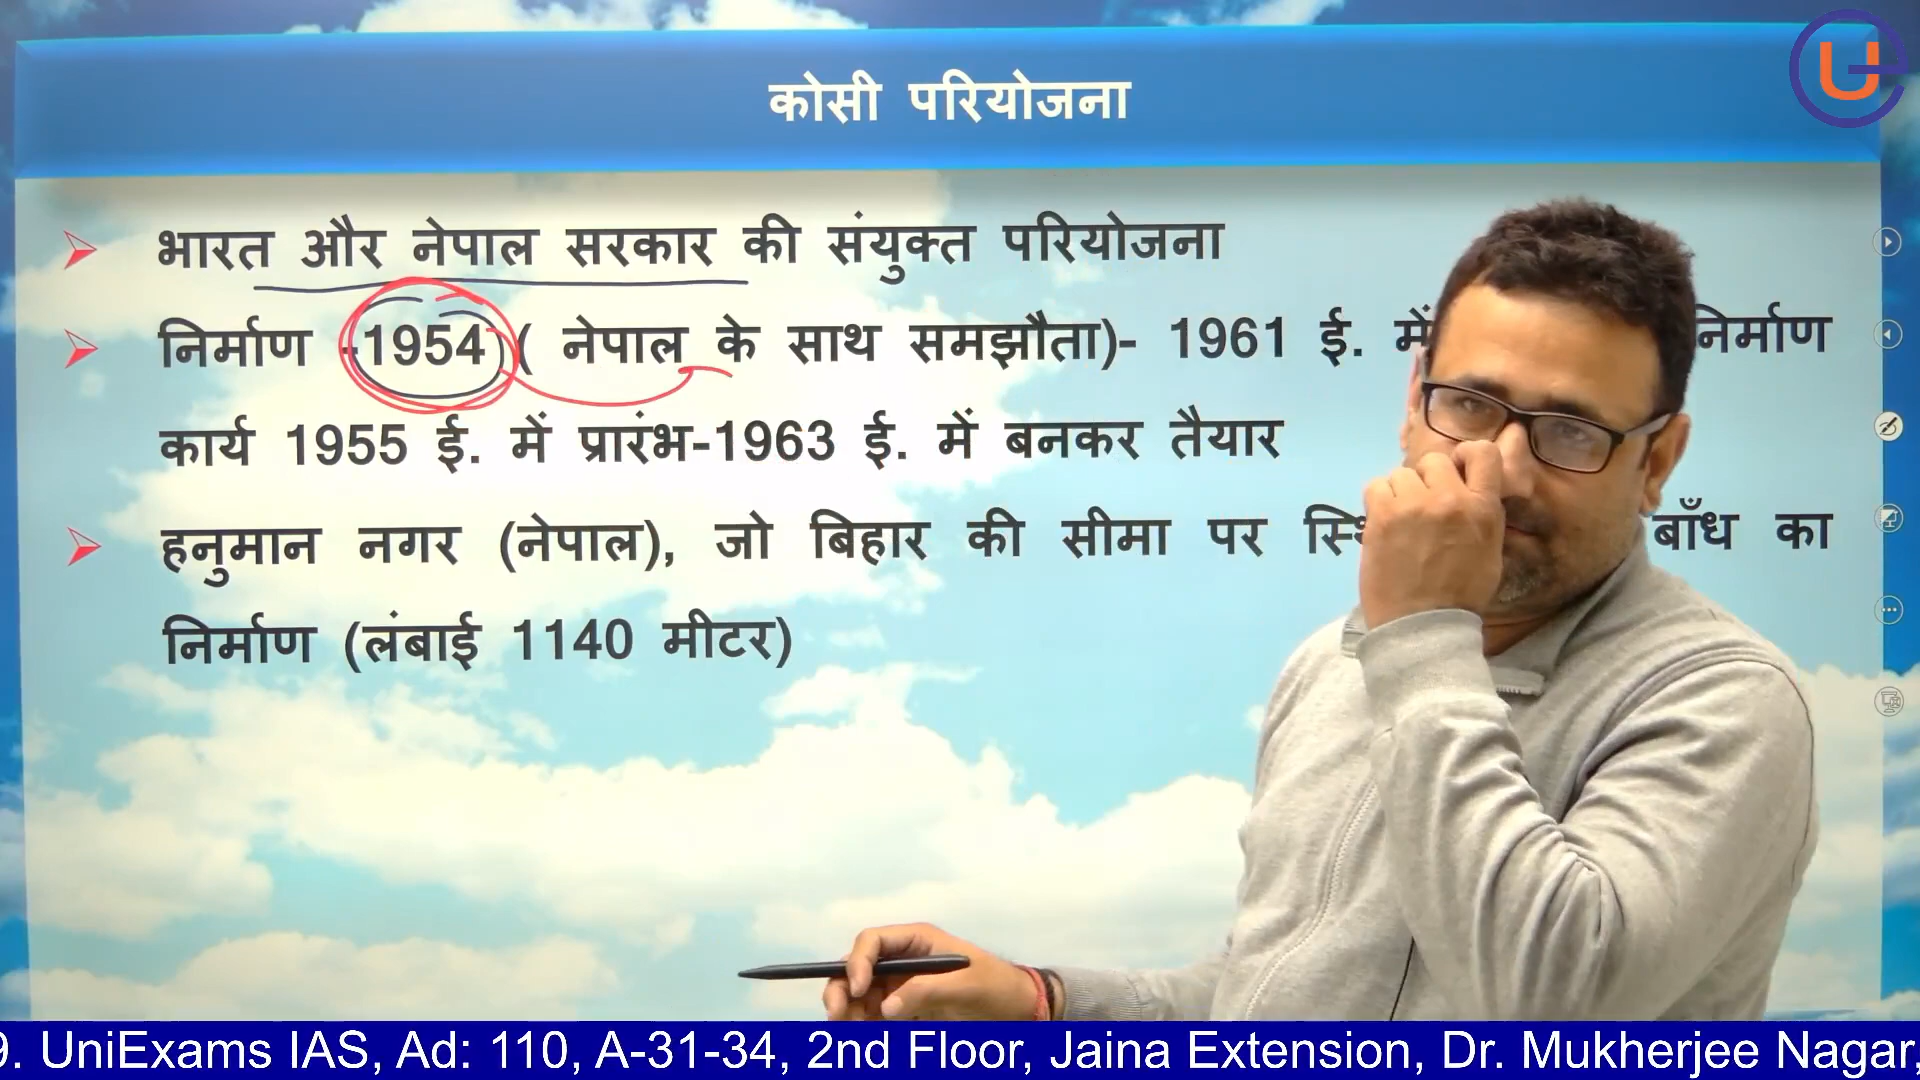 कोसी परियोजना
भारत और नेपाल सरकार की संयुक्त परियोजना
निर्माण -1954 ( नेपाल के साथ समझौता)- 1961 ई. में निर्माण
कार्य 1955 ई. में प्रारंभ-1963 ई. में बनकर तैयार
हनुमान नगर (नेपाल), जो बिहार की सीमा पर बाँध का
निर्माण (लंबाई 1140 मीटर)
9. UniExams IAS, Ad: 110, A-31-34, 2nd Floor, Jaina Extension, Dr. Mukherjee Nagar,